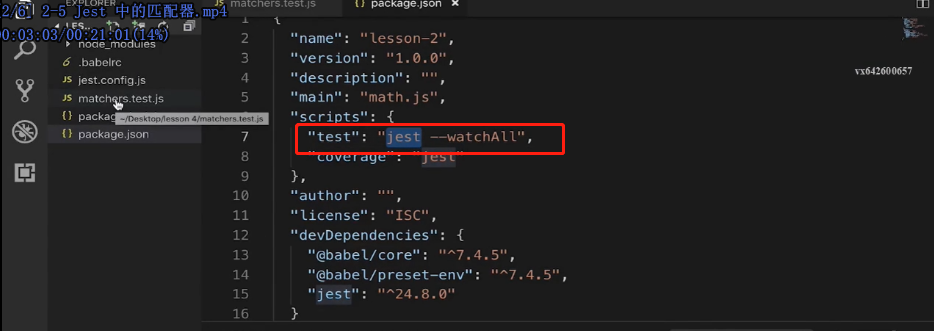 EXPLORER
matchers.test.js
package.json ×
2/6] 2-5 jest 中的匹配器.mp4
00:03:03/00:21:01(14%)
LES
node_modules
.babelrc
JS jest.config.js
JS matchers.test.js
{} packag
~/Desktop/lesson 4/matchers.test.js
{} package.json
1 {
2 "name": "lesson-2",
3 "version": "1.0.0",
4 "description": "",
5 "main": "math.js",
6 "scripts": {
7 "test": "jest --watchAll",
8 "coverage": "jest"
9 },
10 "author": "",
11 "license": "ISC",
12 "devDependencies": {
13 "@babel/core": "^7.4.5",
14 "@babel/preset-env": "^7.4.5",
15 "jest": "^24.8.0"
16 }
vx642600657